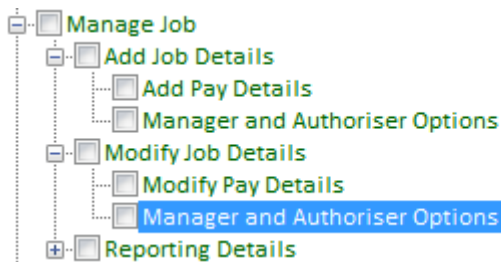 Manage Job
Add Job Details
Add Pay Details
Manager and Authoriser Options
Modify Job Details
Modify Pay Details
Manager and Authoriser Options
Reporting Details